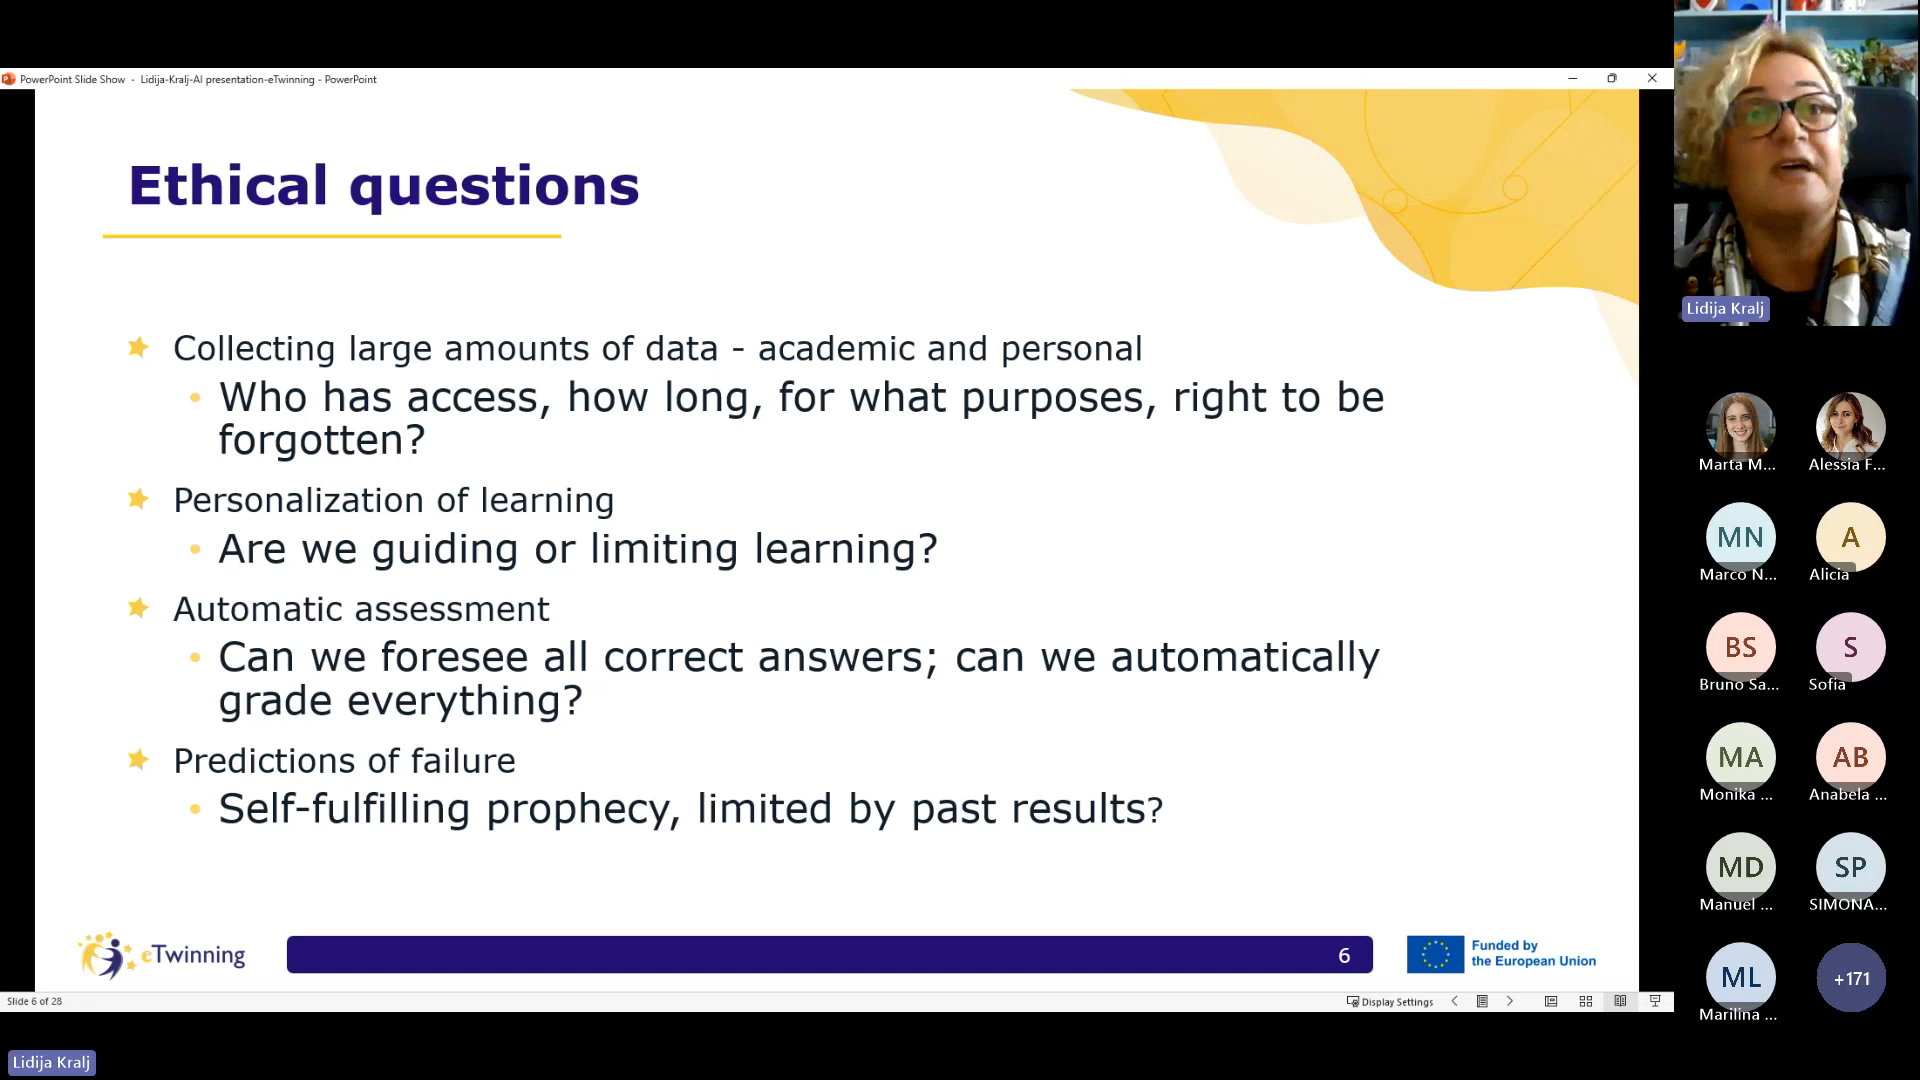 PowerPoint Slide Show - Lidija-Kralj-AI presentation-eTwinning - PowerPoint
Ethical questions
Collecting large amounts of data - academic and personal
Who has access, how long, for what purposes, right to be
forgotten?
Personalization of learning
Are we guiding or limiting learning?
Automatic assessment
Can we foresee all correct answers; can we automatically
grade everything?
Predictions of failure
Self-fulfilling prophecy, limited by past results?
eTwinning
6
Funded by
the European Union
Slide 6 of 28
Display Settings
Lidija Kralj
Lidija Kralj
Marta M...
Alessia F...
MN
Marco N...
A
Alicia
BS
Bruno Sa...
S
Sofia
MA
Monika ...
AB
Anabela ...
MD
Manuel ...
SP
SIMONA...
ML
Marilina ...
+171